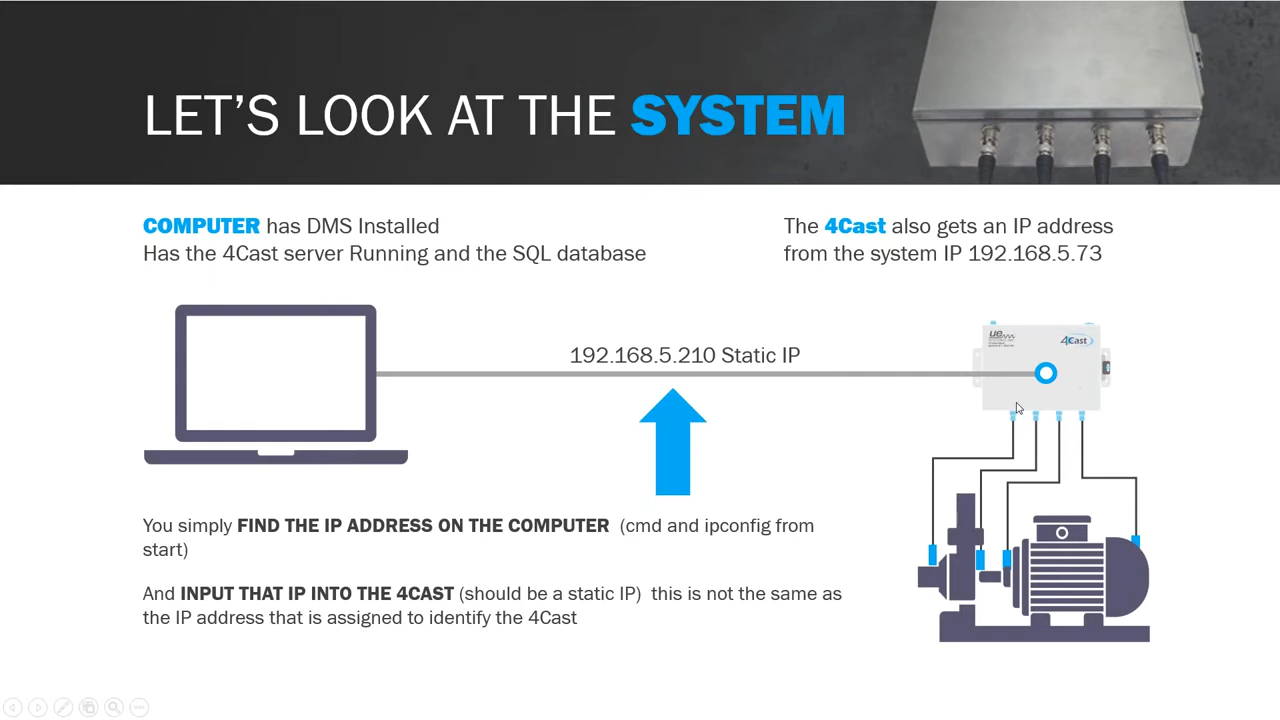 LET'S LOOK AT THE SYSTEM
COMPUTER has DMS Installed
Has the 4Cast server Running and the SQL database
The 4Cast also gets an IP address
from the system IP 192.168.5.73
192.168.5.210 Static IP
ue
4Cast
You simply FIND THE IP ADDRESS ON THE COMPUTER (cmd and ipconfig from
start)
And INPUT THAT IP INTO THE 4CAST (should be a static IP) this is not the same as
the IP address that is assigned to identify the 4Cast